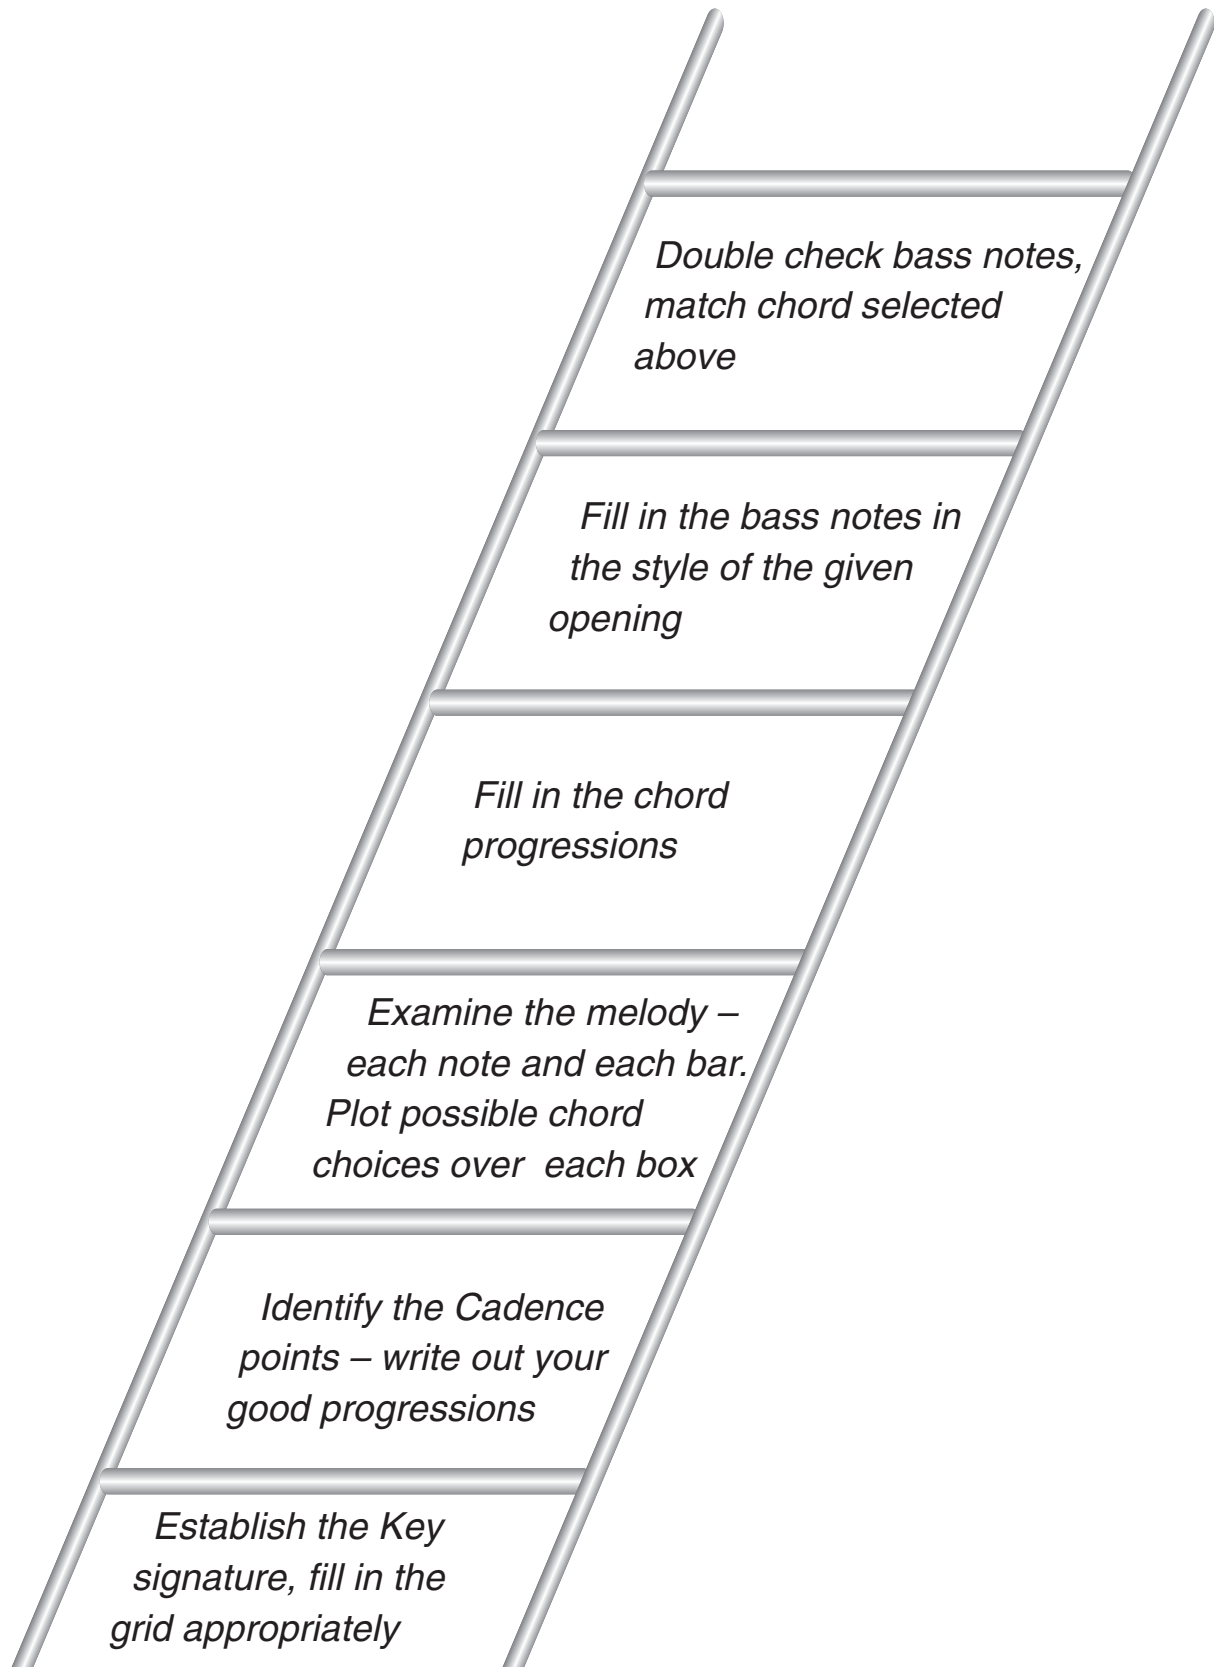 Double check bass notes,
match chord selected
above
Fill in the bass notes in
the style of the given
opening
Fill in the chord
progressions
Examine the melody –
each note and each bar.
Plot possible chord
choices over each box
Identify the Cadence
points – write out your
good progressions
Establish the Key
signature, fill in the
grid appropriately